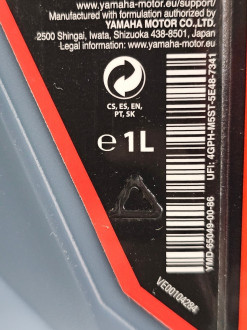 www.yamaha-motor.eu/support/
Manufactured with formulation authorized by
YAMAHA MOTOR CO.,LTD.
2500 Shingai, Iwata, Shizuoka 438-8501, Japan
Legal information: www.yamaha-motor.eu/
CS, ES, EN,
PT, SK
e 1L
UFI: 4GPH-M5ST-5E48-7341
YMD-65049-00-86
VE00104284